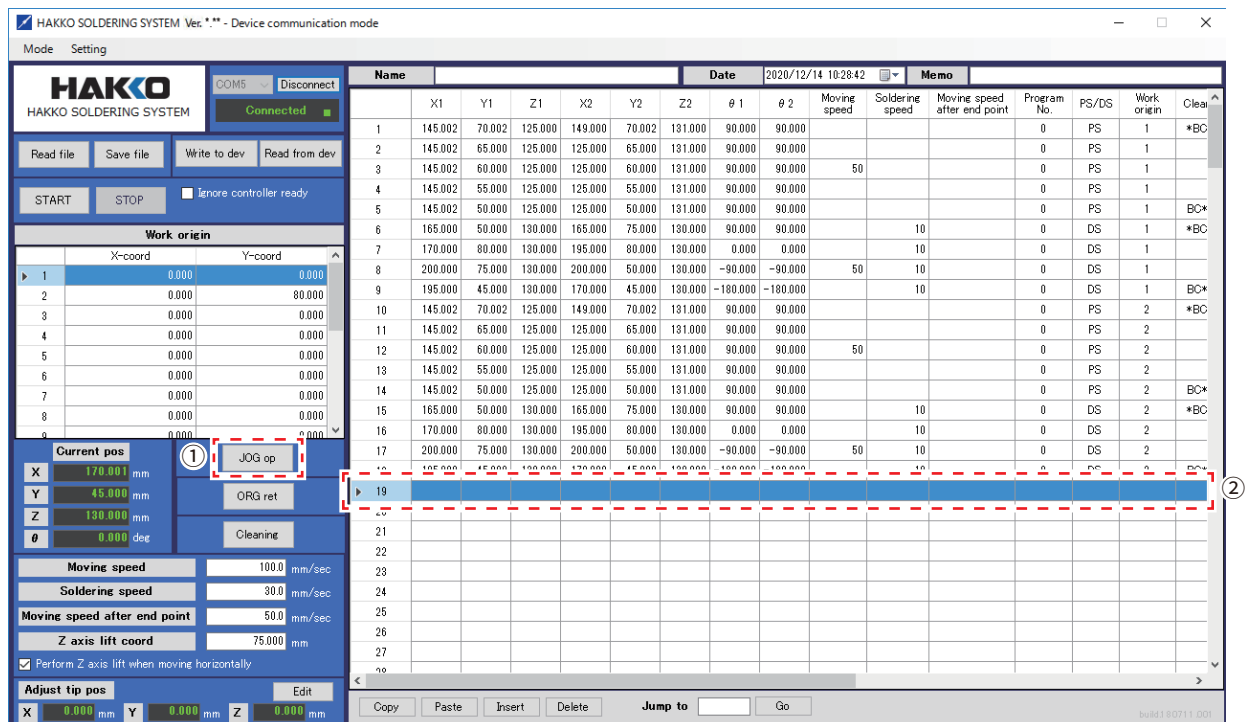 HAKKO SOLDERING SYSTEM Ver. *.** - Device communication mode
Mode Setting
HAKKO
HAKKO SOLDERING SYSTEM
COM5 Disconnect
Connected
Read file Save file Write to dev Read from dev
START STOP Ignore controller ready
Work origin
X-coord Y-coord
1 0.000 0.000
2 0.000 80.000
3 0.000 0.000
4 0.000 0.000
5 0.000 0.000
6 0.000 0.000
7 0.000 0.000
8 0.000 0.000
9 0.000 0.000
Current pos
X 170.001 mm
Y 45.000 mm
Z 130.000 mm
θ 0.000 deg
① JOG op
ORG ret
Cleaning
Moving speed 100.0 mm/sec
Soldering speed 30.0 mm/sec
Moving speed after end point 50.0 mm/sec
Z axis lift coord 75.000 mm
Perform Z axis lift when moving horizontally
Adjust tip pos Edit
X 0.000 mm Y 0.000 mm Z 0.000 mm
Name Date 2020/12/14 10:28:42 Memo
X1 Y1 Z1 X2 Y2 Z2 θ 1 θ 2 Moving speed Soldering speed Moving speed after end point Program No. PS/DS Work origin Clear
1 145.002 70.002 125.000 149.000 70.002 131.000 90.000 90.000 0 PS 1 *BC
2 145.002 65.000 125.000 125.000 65.000 131.000 90.000 90.000 0 PS 1
3 145.002 60.000 125.000 125.000 60.000 131.000 90.000 90.000 50 0 PS 1
4 145.002 55.000 125.000 125.000 55.000 131.000 90.000 90.000 0 PS 1
5 145.002 50.000 125.000 125.000 50.000 131.000 90.000 90.000 0 PS 1 BC*
6 165.000 50.000 130.000 165.000 75.000 130.000 90.000 90.000 10 0 DS 1 *BC
7 170.000 80.000 130.000 195.000 80.000 130.000 0.000 0.000 10 0 DS 1
8 200.000 75.000 130.000 200.000 50.000 130.000 -90.000 -90.000 50 10 0 DS 1
9 195.000 45.000 130.000 170.000 45.000 130.000 -180.000 -180.000 10 0 DS 1 BC*
10 145.002 70.002 125.000 149.000 70.002 131.000 90.000 90.000 0 PS 2 *BC
11 145.002 65.000 125.000 125.000 65.000 131.000 90.000 90.000 0 PS 2
12 145.002 60.000 125.000 125.000 60.000 131.000 90.000 90.000 50 0 PS 2
13 145.002 55.000 125.000 125.000 55.000 131.000 90.000 90.000 0 PS 2
14 145.002 50.000 125.000 125.000 50.000 131.000 90.000 90.000 0 PS 2 BC*
15 165.000 50.000 130.000 165.000 75.000 130.000 90.000 90.000 10 0 DS 2 *BC
16 170.000 80.000 130.000 195.000 80.000 130.000 0.000 0.000 10 0 DS 2
17 200.000 75.000 130.000 200.000 50.000 130.000 -90.000 -90.000 50 10 0 DS 2
19 ②
21
22
23
24
25
26
27
Copy Paste Insert Delete Jump to Go
build:190711.001